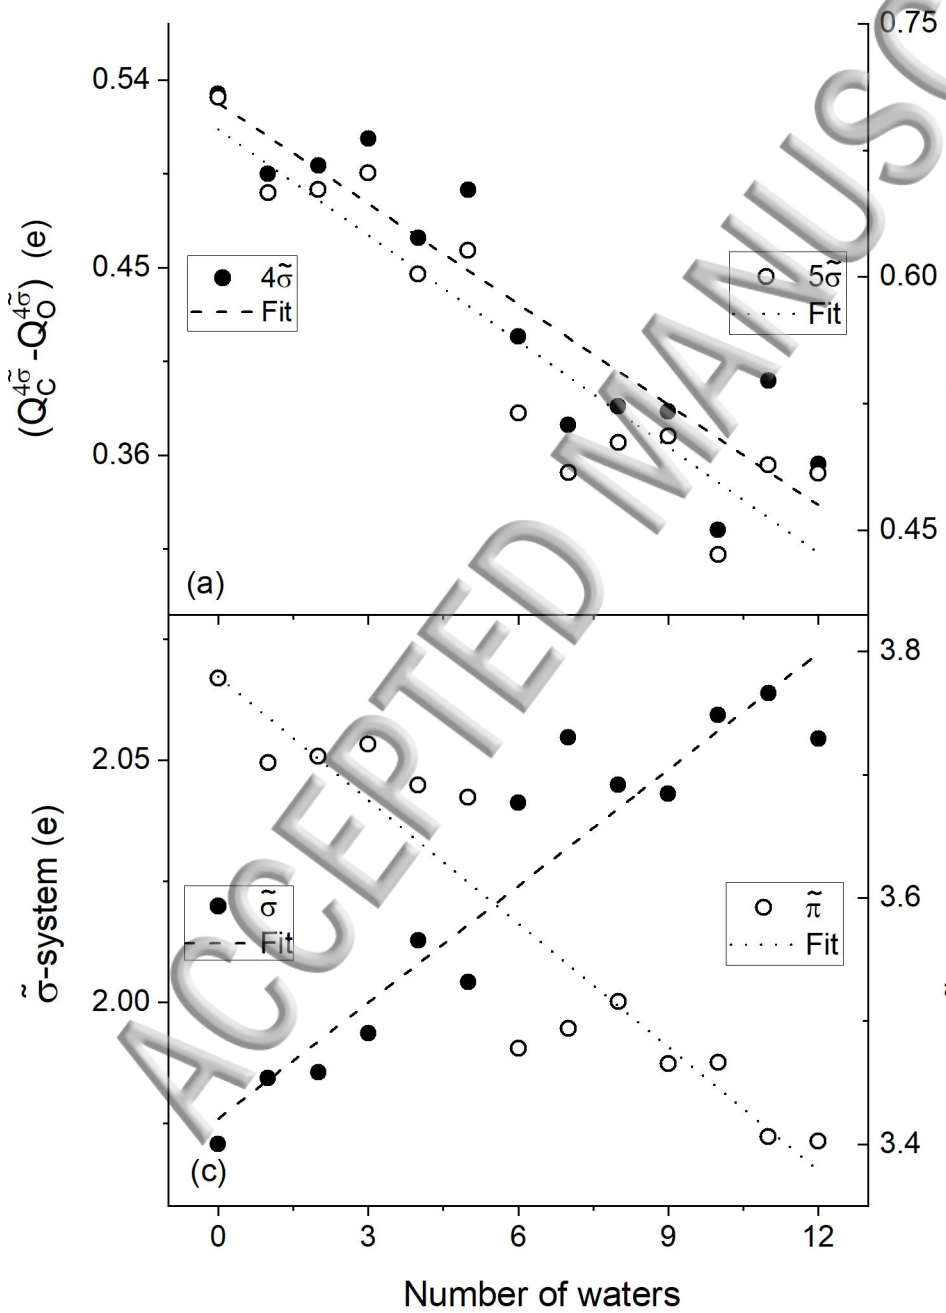 0.75
0.54
(Q_C^{4σ̃} -Q_O^{4σ̃}) (e)
0.45
0.36
4σ̃
Fit
5σ̃
Fit
0.60
0.45
(a)
3.8
2.05
σ̃-system (e)
2.00
σ̃
Fit
π̃
Fit
3.6
3.4
(c)
0 3 6 9 12
Number of waters
ACCEPTED MANUSC